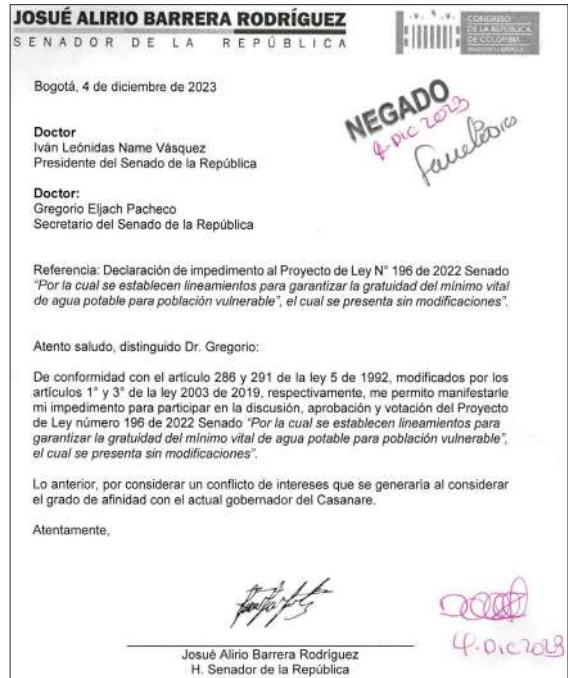 JOSUÉ ALIRIO BARRERA RODRÍGUEZ
SENADOR DE LA REPÚBLICA
CONGRESO
DE LA REPÚBLICA
DE COLOMBIA
Bogotá, 4 de diciembre de 2023
NEGADO
4-Dic 2023
Doctor
Iván Leónidas Name Vásquez
Presidente del Senado de la República
Doctor:
Gregorio Eljach Pacheco
Secretario del Senado de la República
Referencia: Declaración de impedimento al Proyecto de Ley N° 196 de 2022 Senado
"Por la cual se establecen lineamientos para garantizar la gratuidad del mínimo vital
de agua potable para población vulnerable", el cual se presenta sin modificaciones".
Atento saludo, distinguido Dr. Gregorio:
De conformidad con el artículo 286 y 291 de la ley 5 de 1992, modificados por los
artículos 1° y 3° de la ley 2003 de 2019, respectivamente, me permito manifestarle
mi impedimento para participar en la discusión, aprobación y votación del Proyecto
de Ley número 196 de 2022 Senado "Por la cual se establecen lineamientos para
garantizar la gratuidad del mínimo vital de agua potable para población vulnerable",
el cual se presenta sin modificaciones".
Lo anterior, por considerar un conflicto de intereses que se generaría al considerar
el grado de afinidad con el actual gobernador del Casanare.
Atentamente,
4-Dic 2023
Josué Alirio Barrera Rodríguez
H. Senador de la República